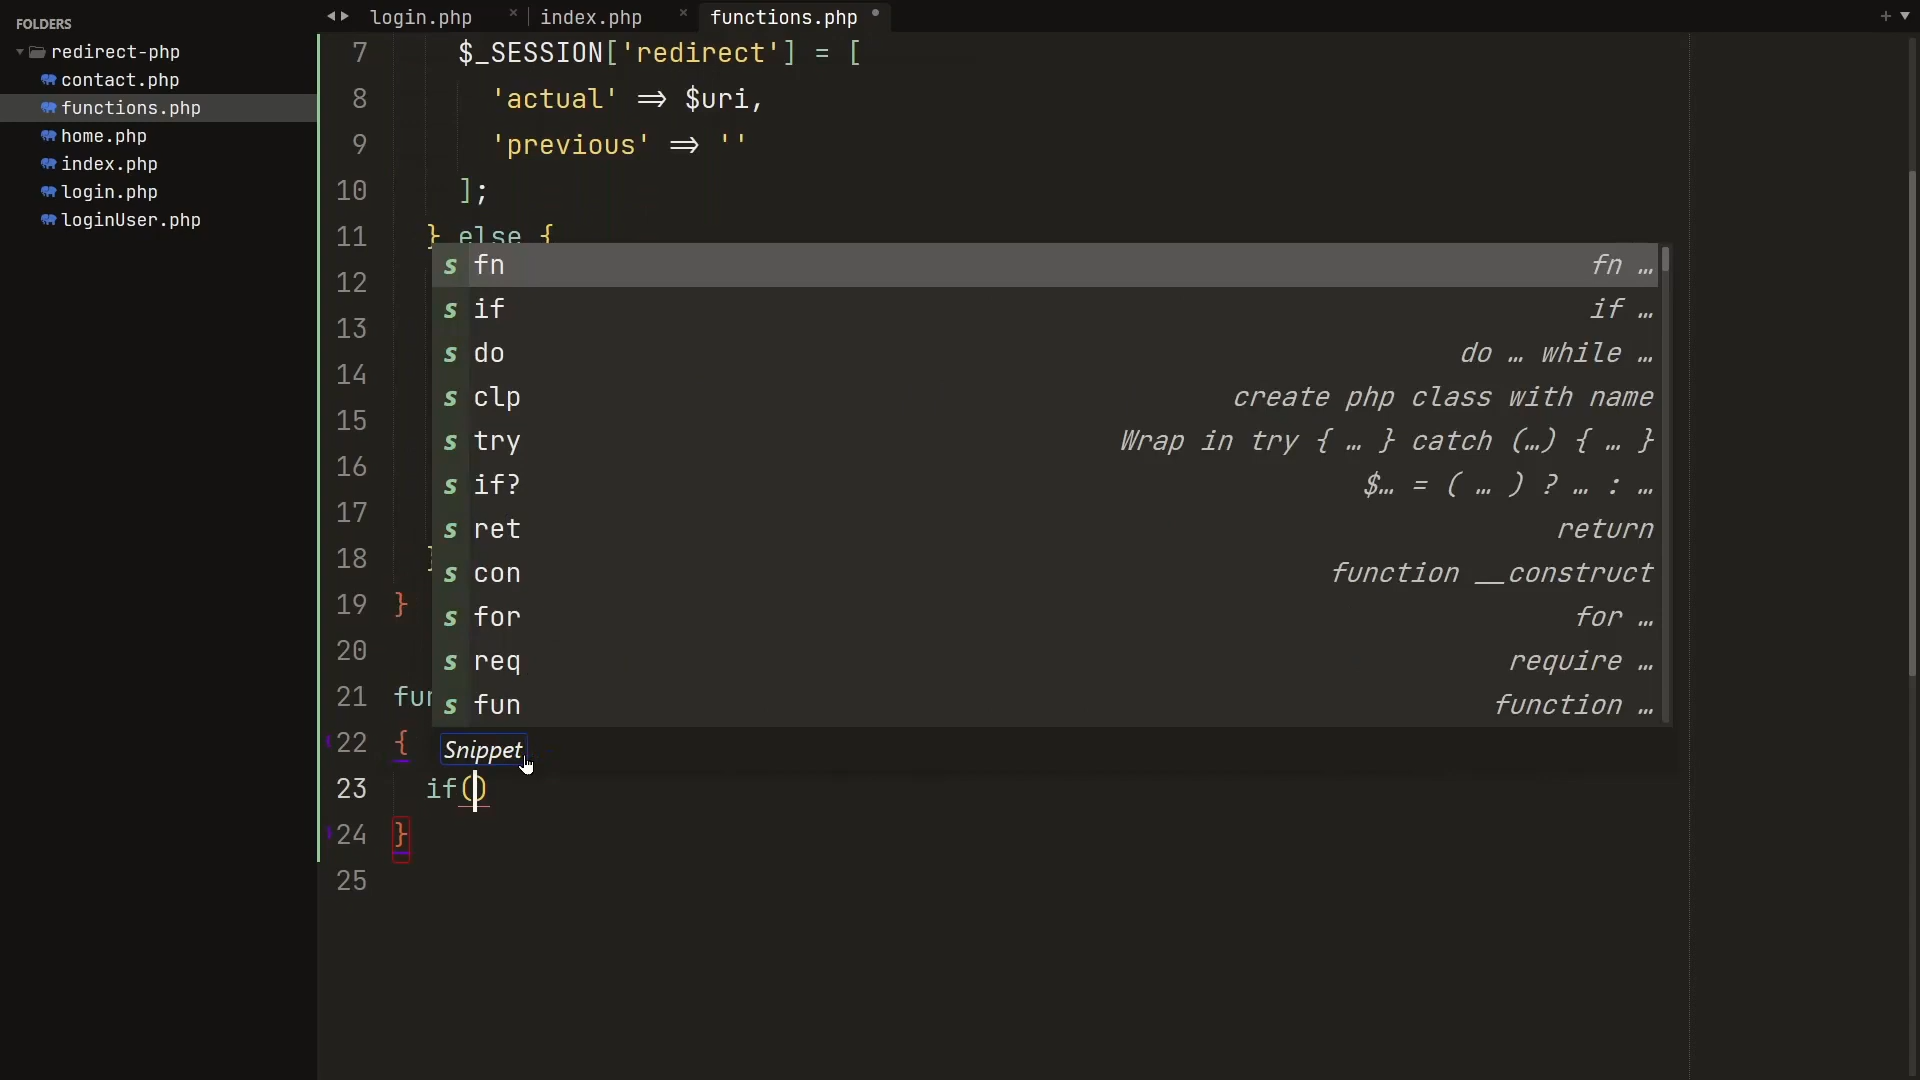 FOLDERS
redirect-php
contact.php
functions.php
home.php
index.php
login.php
loginUser.php
login.php × index.php × functions.php
7 $_SESSION['redirect'] = [
8 'actual' => $uri,
9 'previous' => ''
10 ];
11 } else {
12
13
14
15
16
17
18 }
19 }
20
21 fun
22 {
23 if()
24 }
25
s fn fn …
s if if …
s do do … while …
s clp create php class with name
s try Wrap in try { … } catch (…) { … }
s if? $… = ( … ) ? … : …
s ret return
s con function __construct
s for for …
s req require …
s fun function …
Snippet